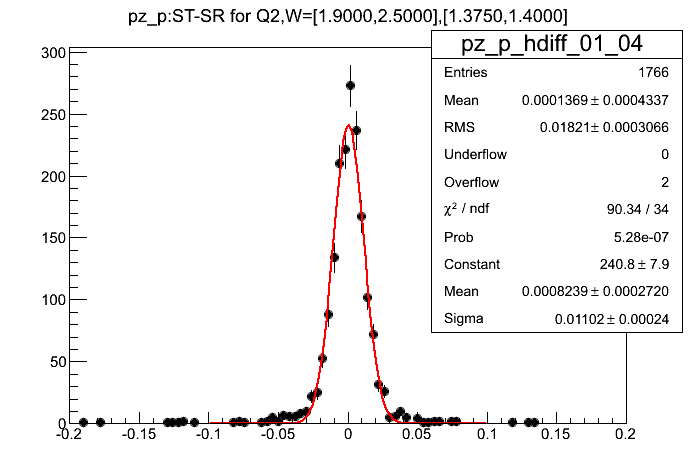 pz_p:ST-SR for Q2,W=[1.9000,2.5000],[1.3750,1.4000]
pz_p_hdiff_01_04
Entries 1766
Mean 0.0001369 ± 0.0004337
RMS 0.01821 ± 0.0003066
Underflow 0
Overflow 2
χ² / ndf 90.34 / 34
Prob 5.28e-07
Constant 240.8 ± 7.9
Mean 0.0008239 ± 0.0002720
Sigma 0.01102 ± 0.00024
300
250
200
150
100
50
0
-0.2 -0.15 -0.1 -0.05 0 0.05 0.1 0.15 0.2